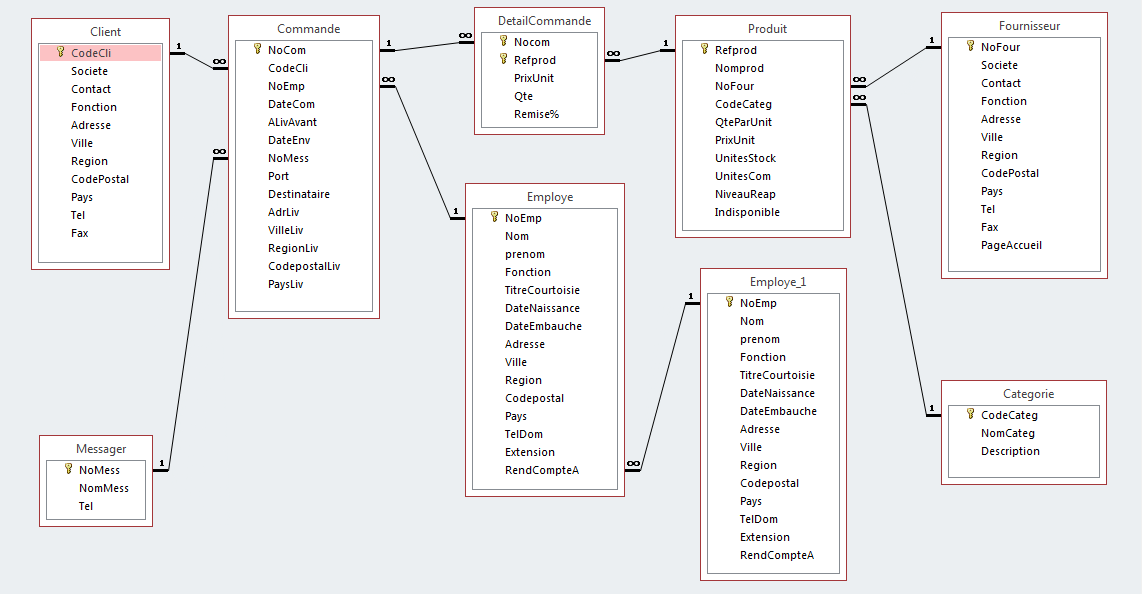 Client
CodeCli
Societe
Contact
Fonction
Adresse
Ville
Region
CodePostal
Pays
Tel
Fax
1
∞
Commande
NoCom
CodeCli
NoEmp
DateCom
ALivAvant
DateEnv
NoMess
Port
Destinataire
AdrLiv
VilleLiv
RegionLiv
CodepostalLiv
PaysLiv
1
∞
∞
∞
DetailCommande
Nocom
Refprod
PrixUnit
Qte
Remise%
∞
1
Produit
Refprod
Nomprod
NoFour
CodeCateg
QteParUnit
PrixUnit
UnitesStock
UnitesCom
NiveauReap
Indisponible
∞
∞
1
Fournisseur
NoFour
Societe
Contact
Fonction
Adresse
Ville
Region
CodePostal
Pays
Tel
Fax
PageAccueil
1
Employe
NoEmp
Nom
prenom
Fonction
TitreCourtoisie
DateNaissance
DateEmbauche
Adresse
Ville
Region
Codepostal
Pays
TelDom
Extension
RendCompteA
∞
1
Employe_1
NoEmp
Nom
prenom
Fonction
TitreCourtoisie
DateNaissance
DateEmbauche
Adresse
Ville
Region
Codepostal
Pays
TelDom
Extension
RendCompteA
1
Categorie
CodeCateg
NomCateg
Description
Messager
NoMess
NomMess
Tel
1